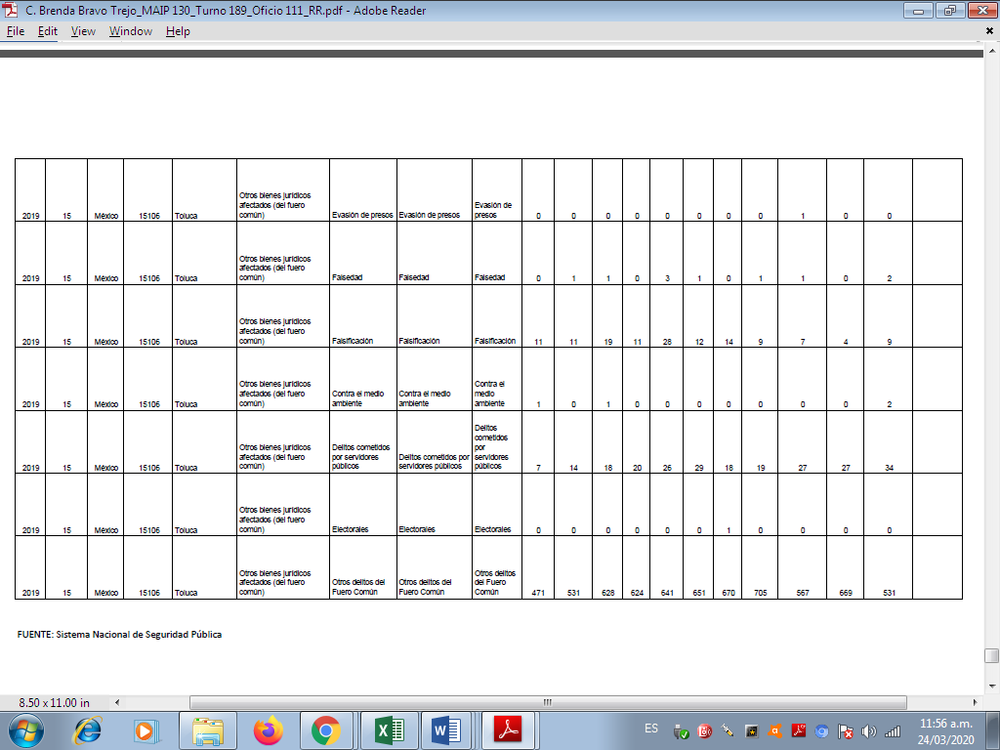 C. Brenda Bravo Trejo_MAIP 130_Turno 189_Oficio 111_RR.pdf - Adobe Reader
File Edit View Window Help
2019 15 México 15106 Toluca Otros bienes jurídicos afectados (del fuero común) Evasión de presos Evasión de presos Evasión de presos 0 0 0 0 0 0 0 0 1 0 0
2019 15 México 15106 Toluca Otros bienes jurídicos afectados (del fuero común) Falsedad Falsedad Falsedad 0 1 1 0 3 1 0 1 1 0 2
2019 15 México 15106 Toluca Otros bienes jurídicos afectados (del fuero común) Falsificación Falsificación Falsificación 11 11 19 11 28 12 14 9 7 4 9
2019 15 México 15106 Toluca Otros bienes jurídicos afectados (del fuero común) Contra el medio ambiente Contra el medio ambiente Contra el medio ambiente 1 0 1 0 0 0 0 0 0 0 2
2019 15 México 15106 Toluca Otros bienes jurídicos afectados (del fuero común) Delitos cometidos por servidores públicos Delitos cometidos por servidores públicos Delitos cometidos por servidores públicos 7 14 18 20 26 29 18 19 27 27 34
2019 15 México 15106 Toluca Otros bienes jurídicos afectados (del fuero común) Electorales Electorales Electorales 0 0 0 0 0 0 1 0 0 0 0
2019 15 México 15106 Toluca Otros bienes jurídicos afectados (del fuero común) Otros delitos del Fuero Común Otros delitos del Fuero Común Otros delitos del Fuero Común 471 531 628 624 641 651 670 705 567 669 531
FUENTE: Sistema Nacional de Seguridad Pública
8.50 x 11.00 in
ES
11:56 a.m.
24/03/2020